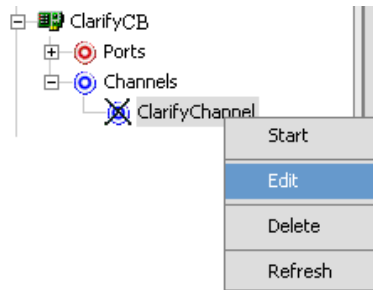 ClarifyCB
Ports
Channels
ClarifyChannel
Start
Edit
Delete
Refresh